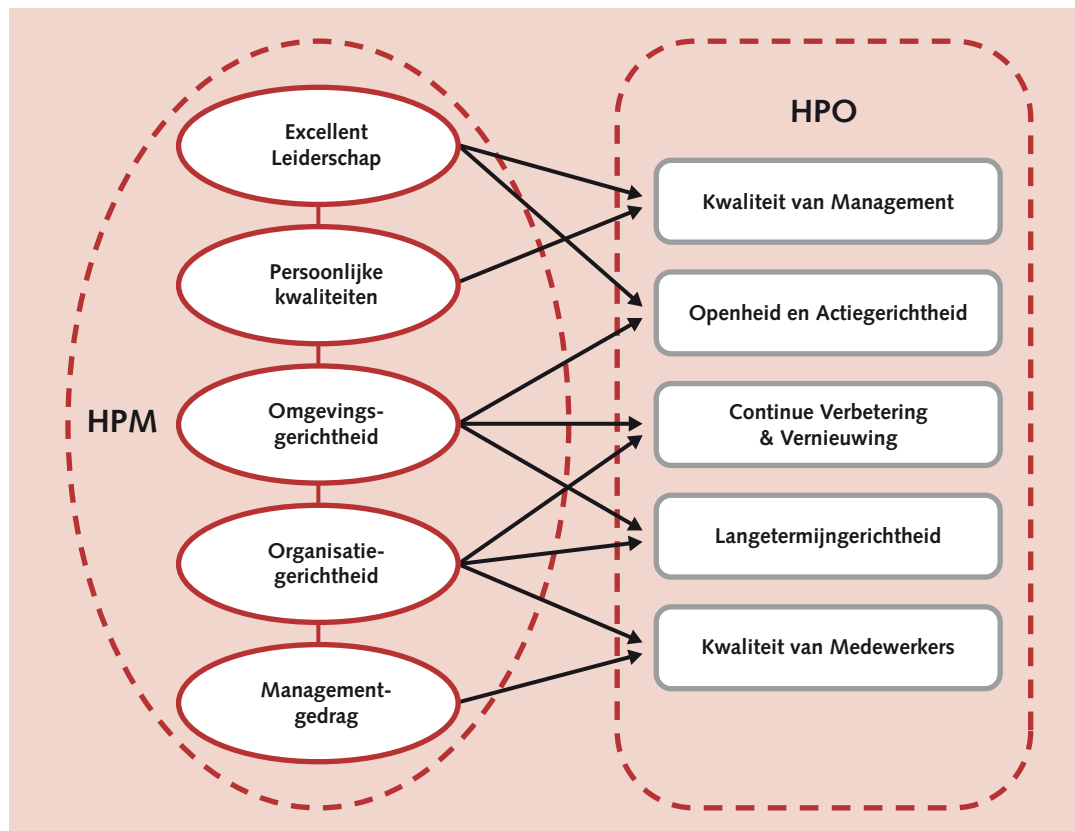 HPM
Excellent
Leiderschap
Persoonlijke
kwaliteiten
Omgevings-
gerichtheid
Organisatie-
gerichtheid
Management-
gedrag
HPO
Kwaliteit van Management
Openheid en Actiegerichtheid
Continue Verbetering
& Vernieuwing
Langetermijngerichtheid
Kwaliteit van Medewerkers